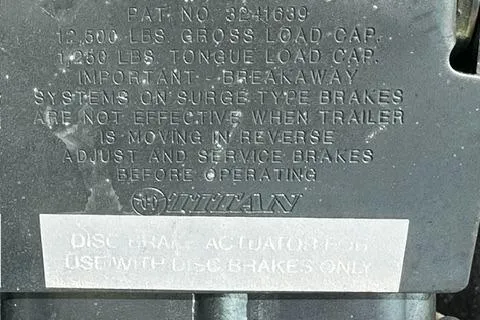 PAT. NO. 3241639
12,500 LBS. GROSS LOAD CAP.
1,250 LBS. TONGUE LOAD CAP.
IMPORTANT - BREAKAWAY
SYSTEMS ON SURGE TYPE BRAKES
ARE NOT EFFECTIVE WHEN TRAILER
IS MOVING IN REVERSE
ADJUST AND SERVICE BRAKES
BEFORE OPERATING
TITAN
DISC BRAKE ACTUATOR FOR
USE WITH DISC BRAKES ONLY